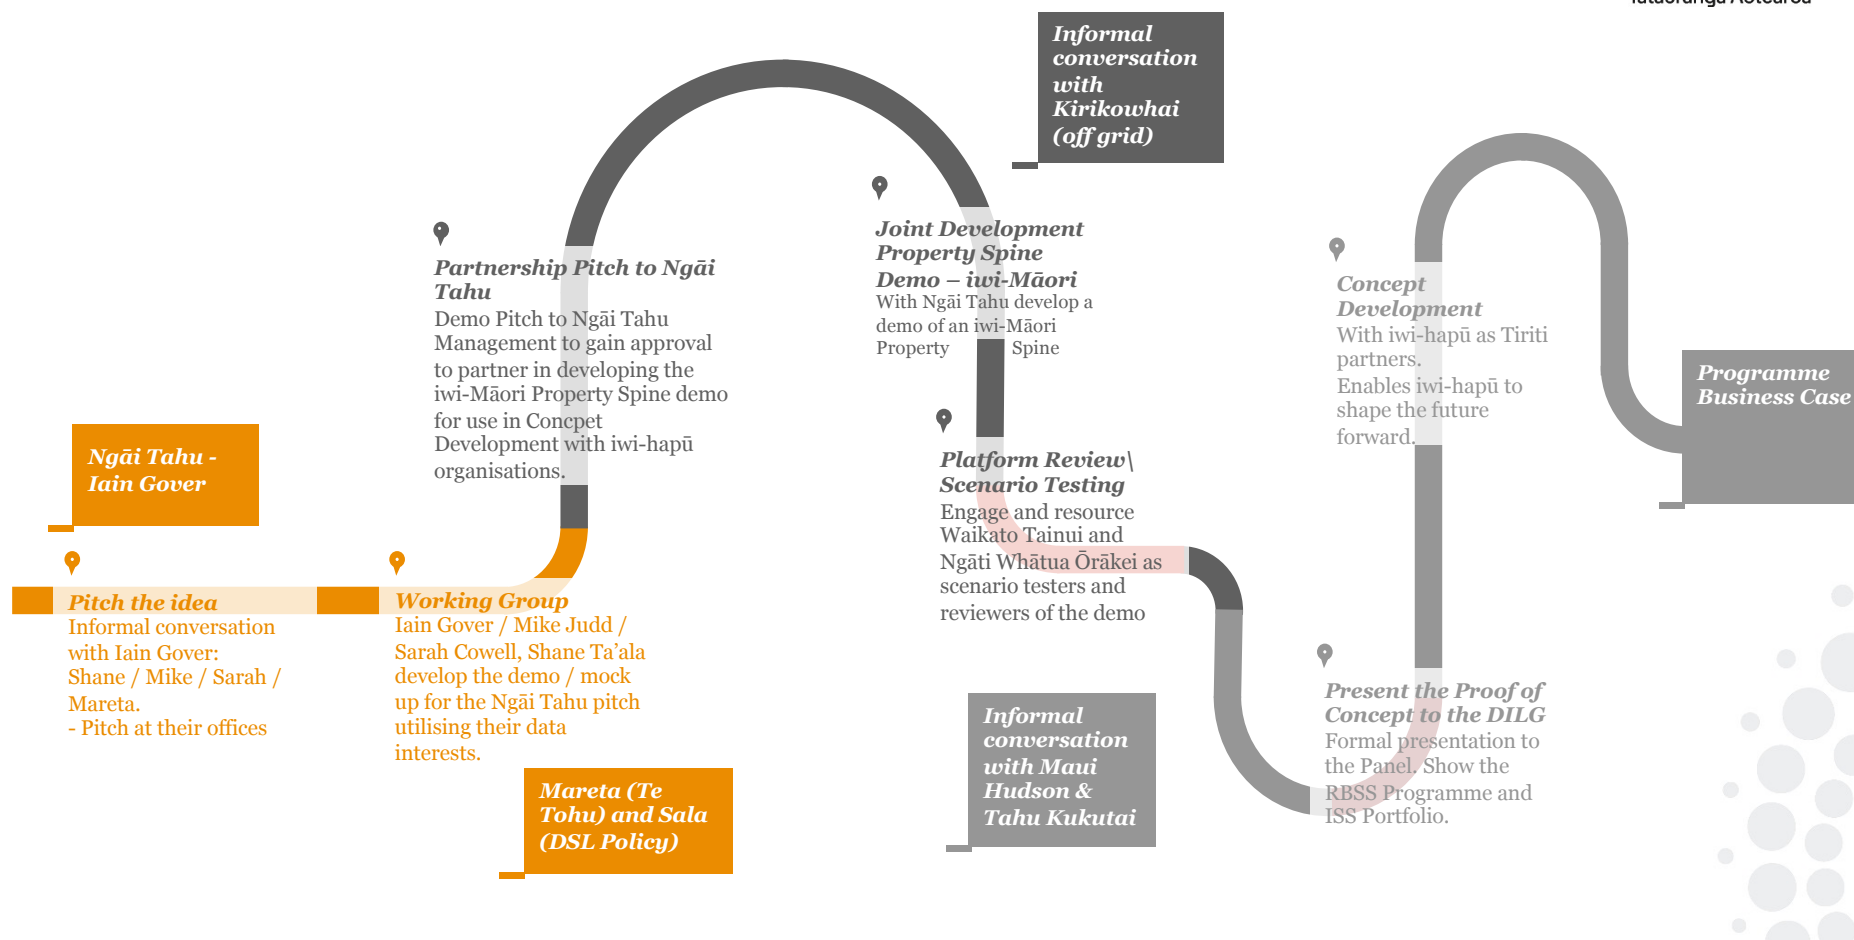 Informal
conversation
with
Kirikowhai
(off grid)
Joint Development
Property Spine
Demo – iwi-Māori
With Ngāi Tahu develop a
demo of an iwi-Māori
Property Spine
Partnership Pitch to Ngāi
Tahu
Demo Pitch to Ngāi Tahu
Management to gain approval
to partner in developing the
iwi-Māori Property Spine demo
for use in Concpet
Development with iwi-hapū
organisations.
Concept
Development
With iwi-hapū as Tiriti
partners.
Enables iwi-hapū to
shape the future
forward.
Programme
Business Case
Ngāi Tahu -
Iain Gover
Platform Review\
Scenario Testing
Engage and resource
Waikato Tainui and
Ngāti Whātua Ōrākei as
scenario testers and
reviewers of the demo
Pitch the idea
Informal conversation
with Iain Gover:
Shane / Mike / Sarah /
Mareta.
- Pitch at their offices
Working Group
Iain Gover / Mike Judd /
Sarah Cowell, Shane Ta’ala
develop the demo / mock
up for the Ngāi Tahu pitch
utilising their data
interests.
Mareta (Te
Tohu) and Sala
(DSL Policy)
Informal
conversation
with Maui
Hudson &
Tahu Kukutai
Present the Proof of
Concept to the DILG
Formal presentation to
the Panel. Show the
RBSS Programme and
ISS Portfolio.